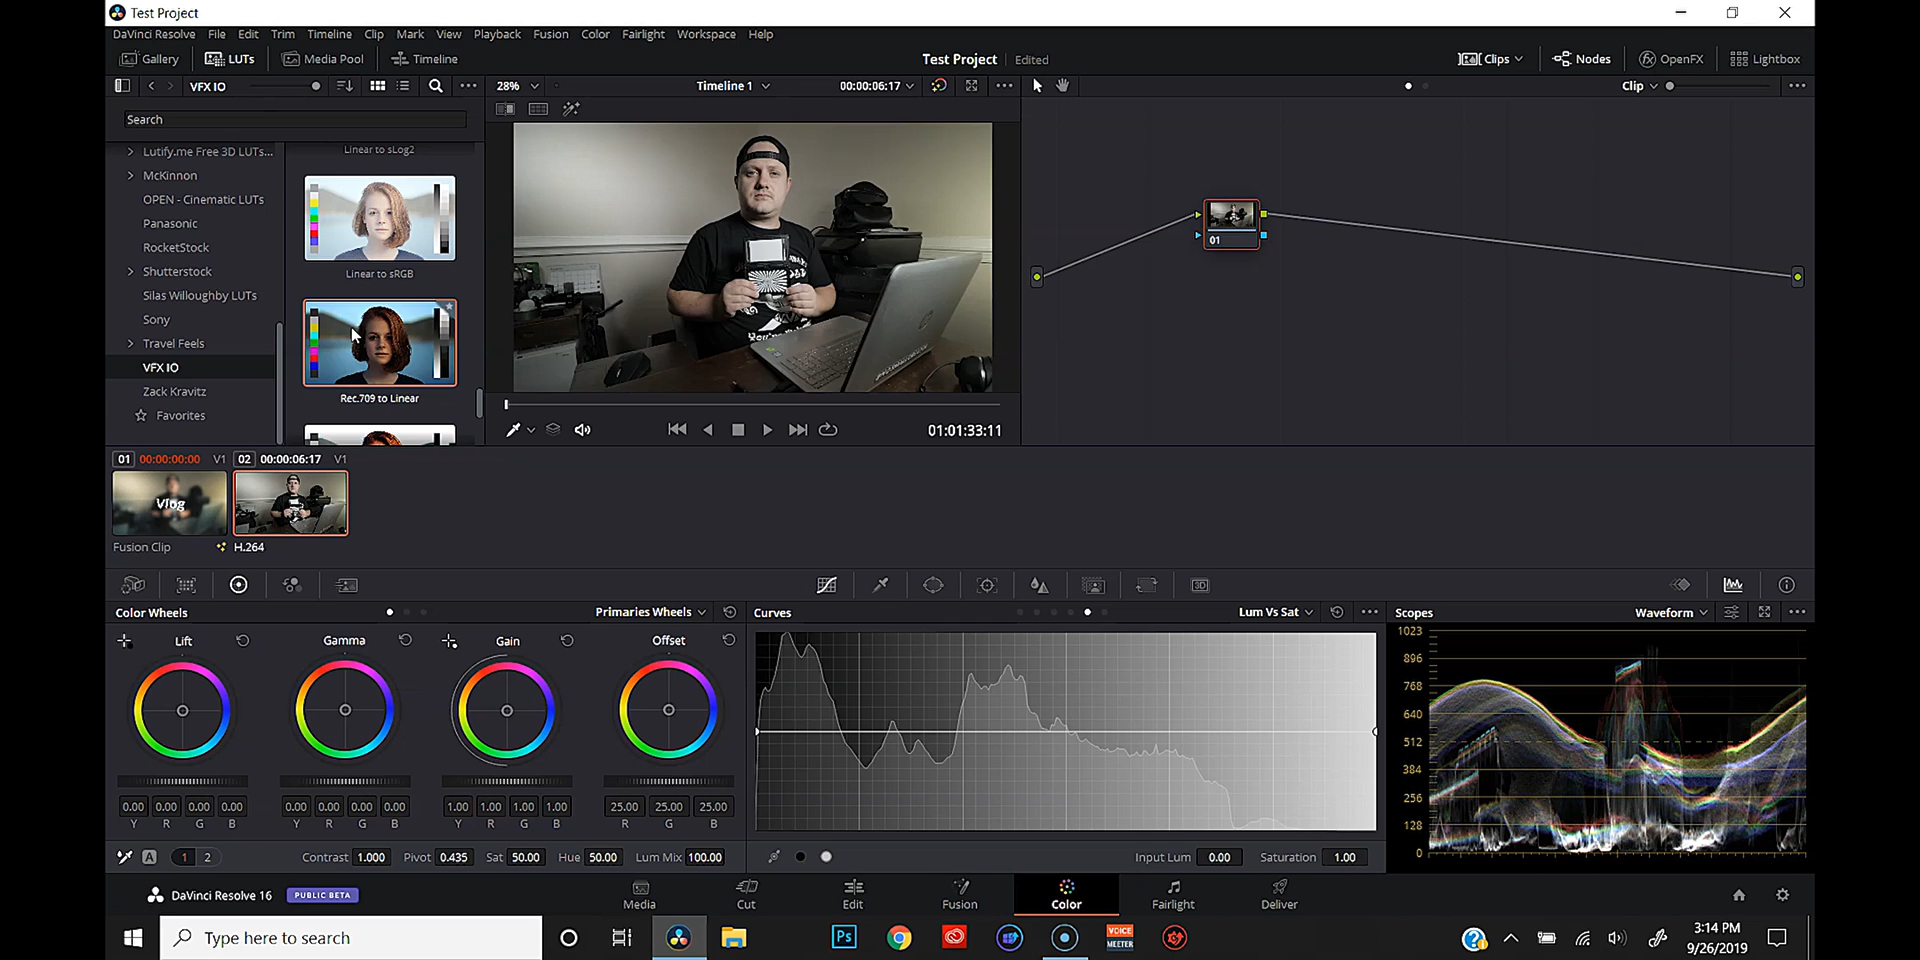 Test Project
DaVinci Resolve File Edit Trim Timeline Clip Mark View Playback Fusion Color Fairlight Workspace Help
Gallery LUTs Media Pool Timeline Test Project Edited Clips Nodes OpenFX Lightbox
VFX IO 28% Timeline 1 00:00:06:17 Clip
Search
Lutify.me Free 3D LUTs...
McKinnon
OPEN - Cinematic LUTs
Panasonic
RocketStock
Shutterstock
Silas Willoughby LUTs
Sony
Travel Feels
VFX IO
Zack Kravitz
Favorites
Linear to sLog2
Linear to sRGB
Rec.709 to Linear
01
01:01:33:11
01 00:00:00:00 V1 02 00:00:06:17 V1
Vlog
Fusion Clip H.264
3D
Color Wheels Primaries Wheels
Lift Gamma Gain Offset
0.00 0.00 0.00 0.00 0.00 0.00 0.00 0.00 1.00 1.00 1.00 1.00 25.00 25.00 25.00
Y R G B Y R G B Y R G B R G B
A 1 2 Contrast 1.000 Pivot 0.435 Sat 50.00 Hue 50.00 Lum Mix 100.00
Curves Lum Vs Sat
Input Lum 0.00 Saturation 1.00
Scopes Waveform
1023
896
768
640
512
384
256
128
0
DaVinci Resolve 16 PUBLIC BETA Media Cut Edit Fusion Color Fairlight Deliver
Type here to search
Ps
VOICE
MEETER
3:14 PM
9/26/2019